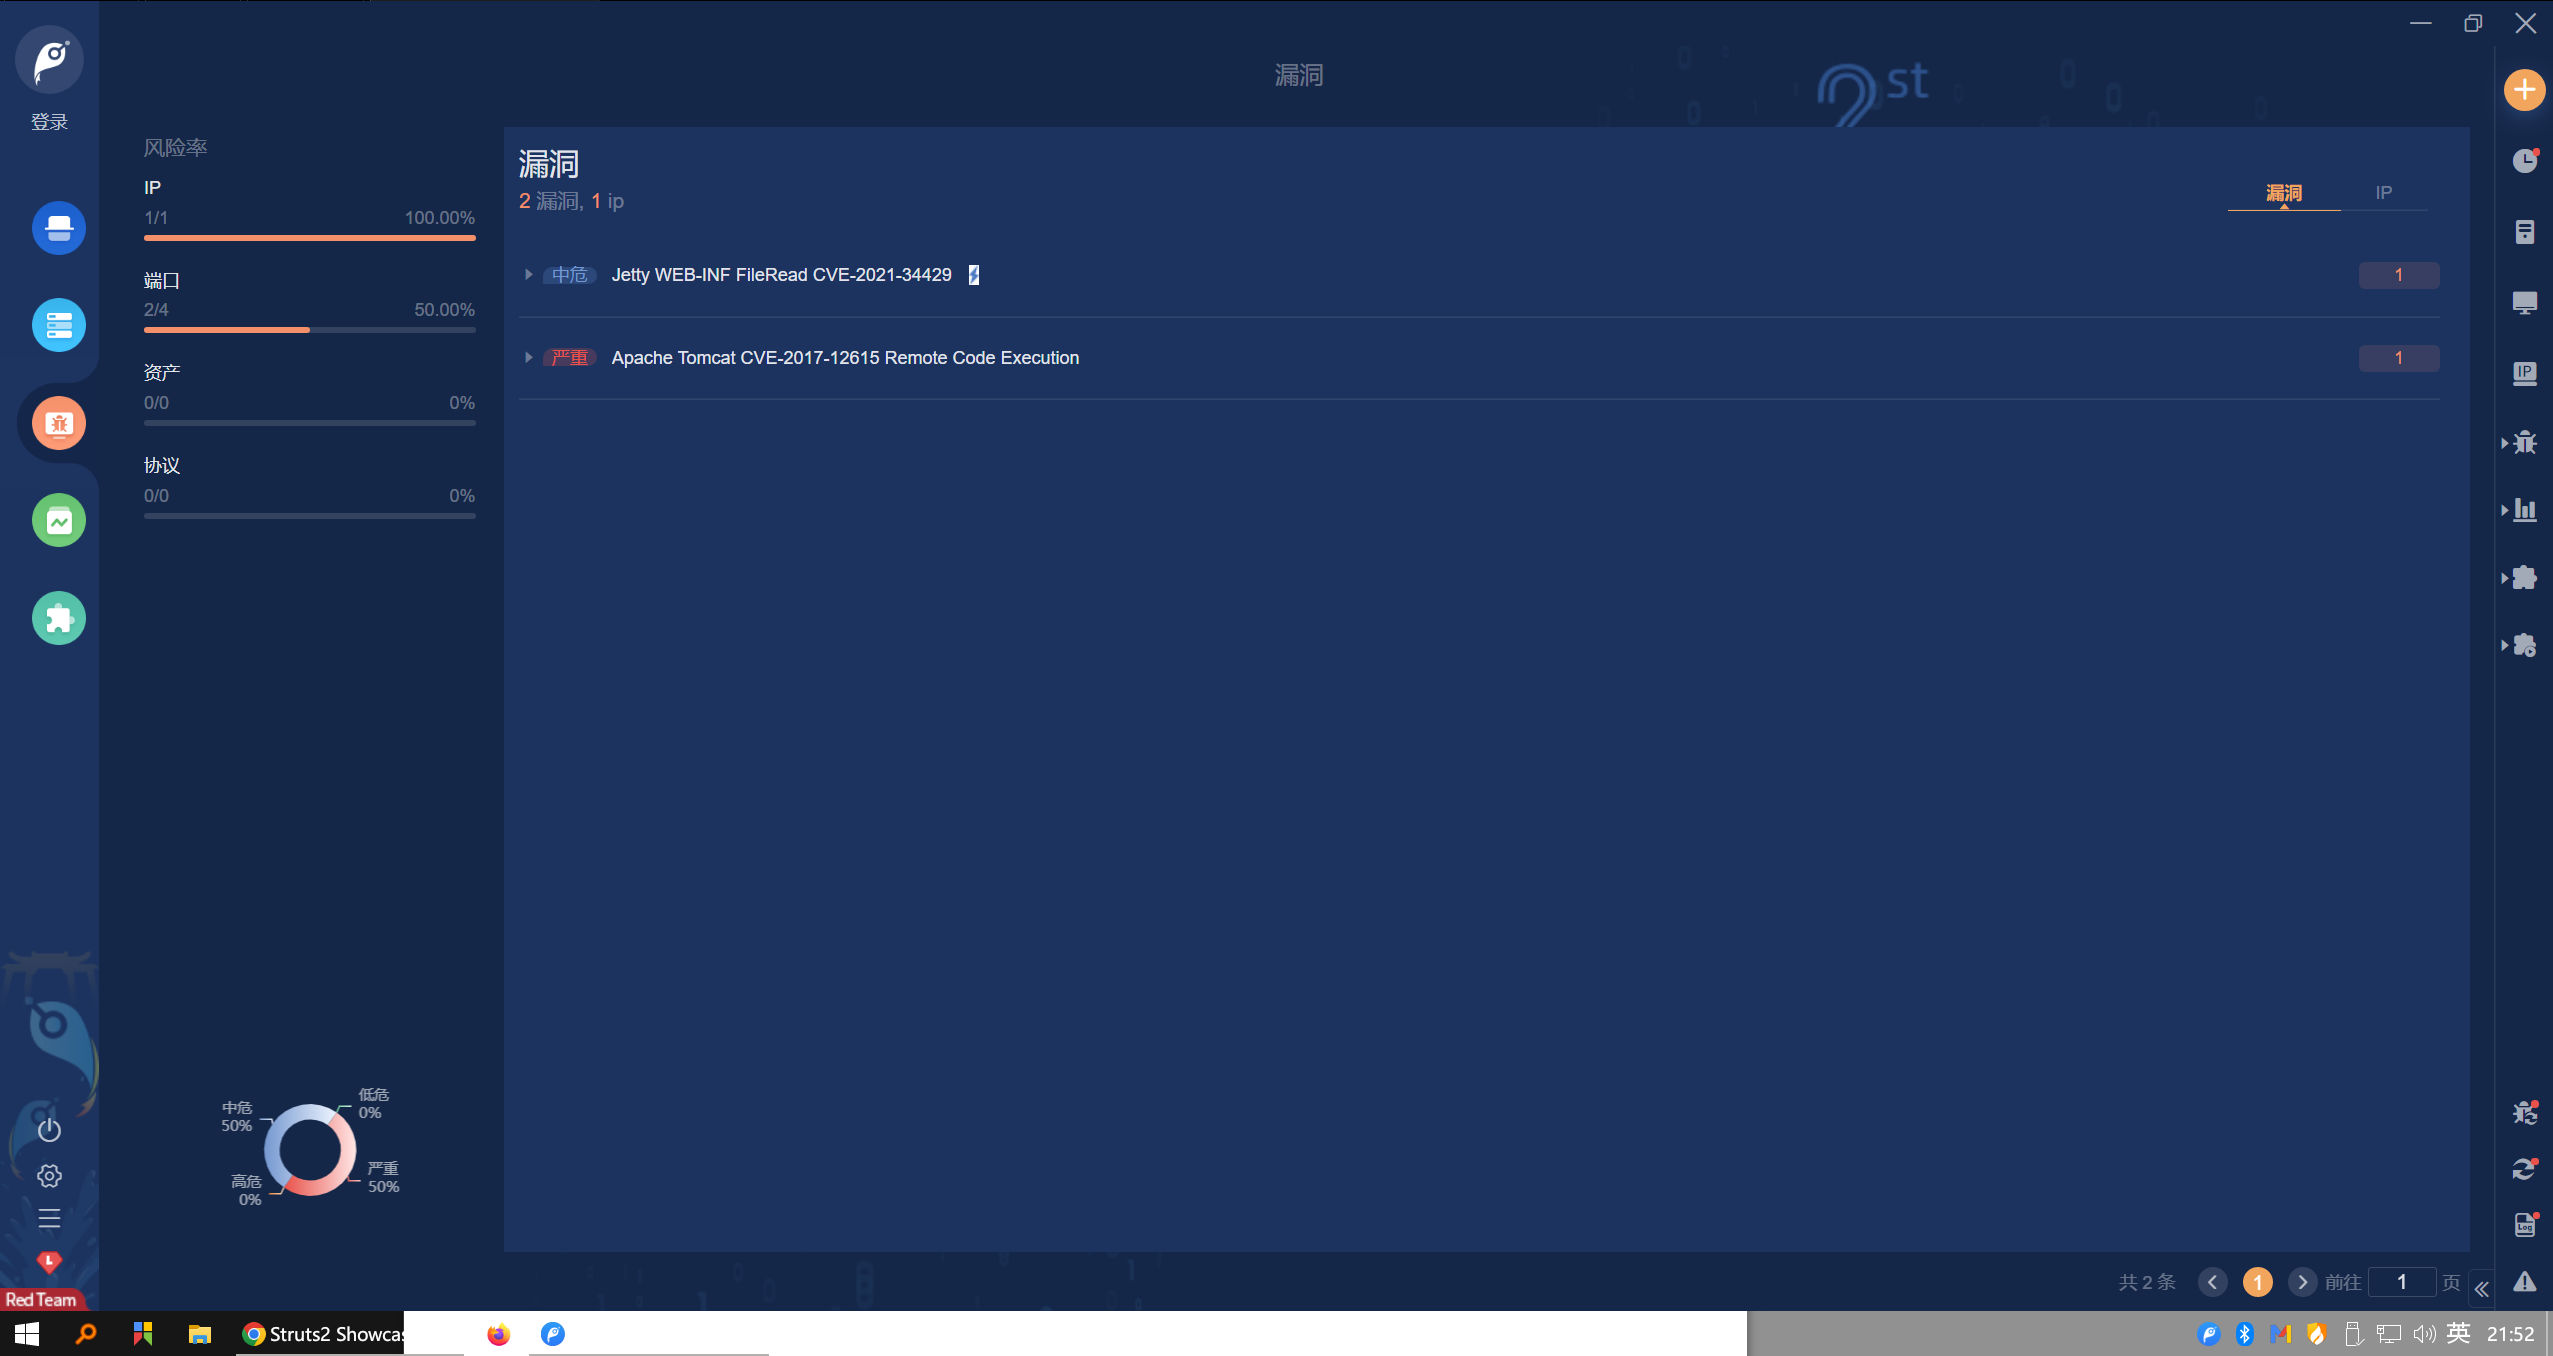 登录
漏洞
2st
风险率
IP
1/1 100.00%
端口
2/4 50.00%
资产
0/0 0%
协议
0/0 0%
漏洞
2 漏洞, 1 ip
漏洞 IP
中危 Jetty WEB-INF FileRead CVE-2021-34429 1
严重 Apache Tomcat CVE-2017-12615 Remote Code Execution 1
IP
低危
0%
中危
50%
严重
50%
高危
0%
Log
共 2 条 1 前往 1 页
L
Red Team
Struts2 Showcas
英 21:52